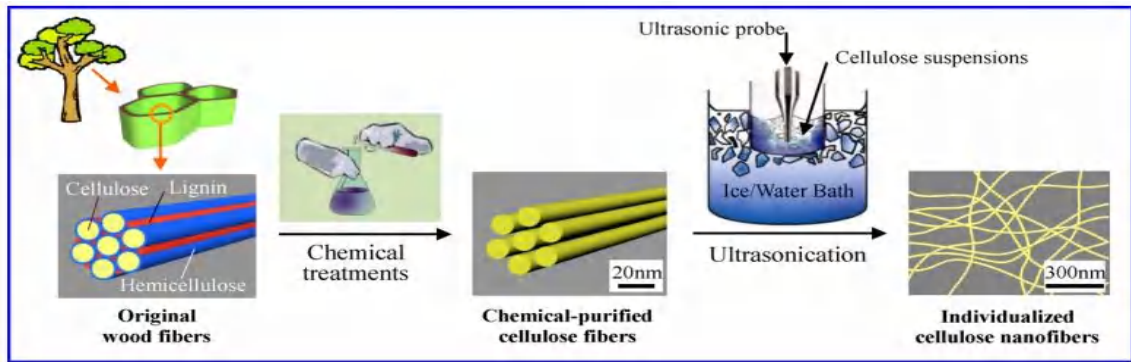 Ultrasonic probe
Cellulose suspensions
Cellulose
Lignin
Hemicellulose
Chemical
treatments
Ice/Water Bath
Ultrasonication
20nm
300nm
Original
wood fibers
Chemical-purified
cellulose fibers
Individualized
cellulose nanofibers